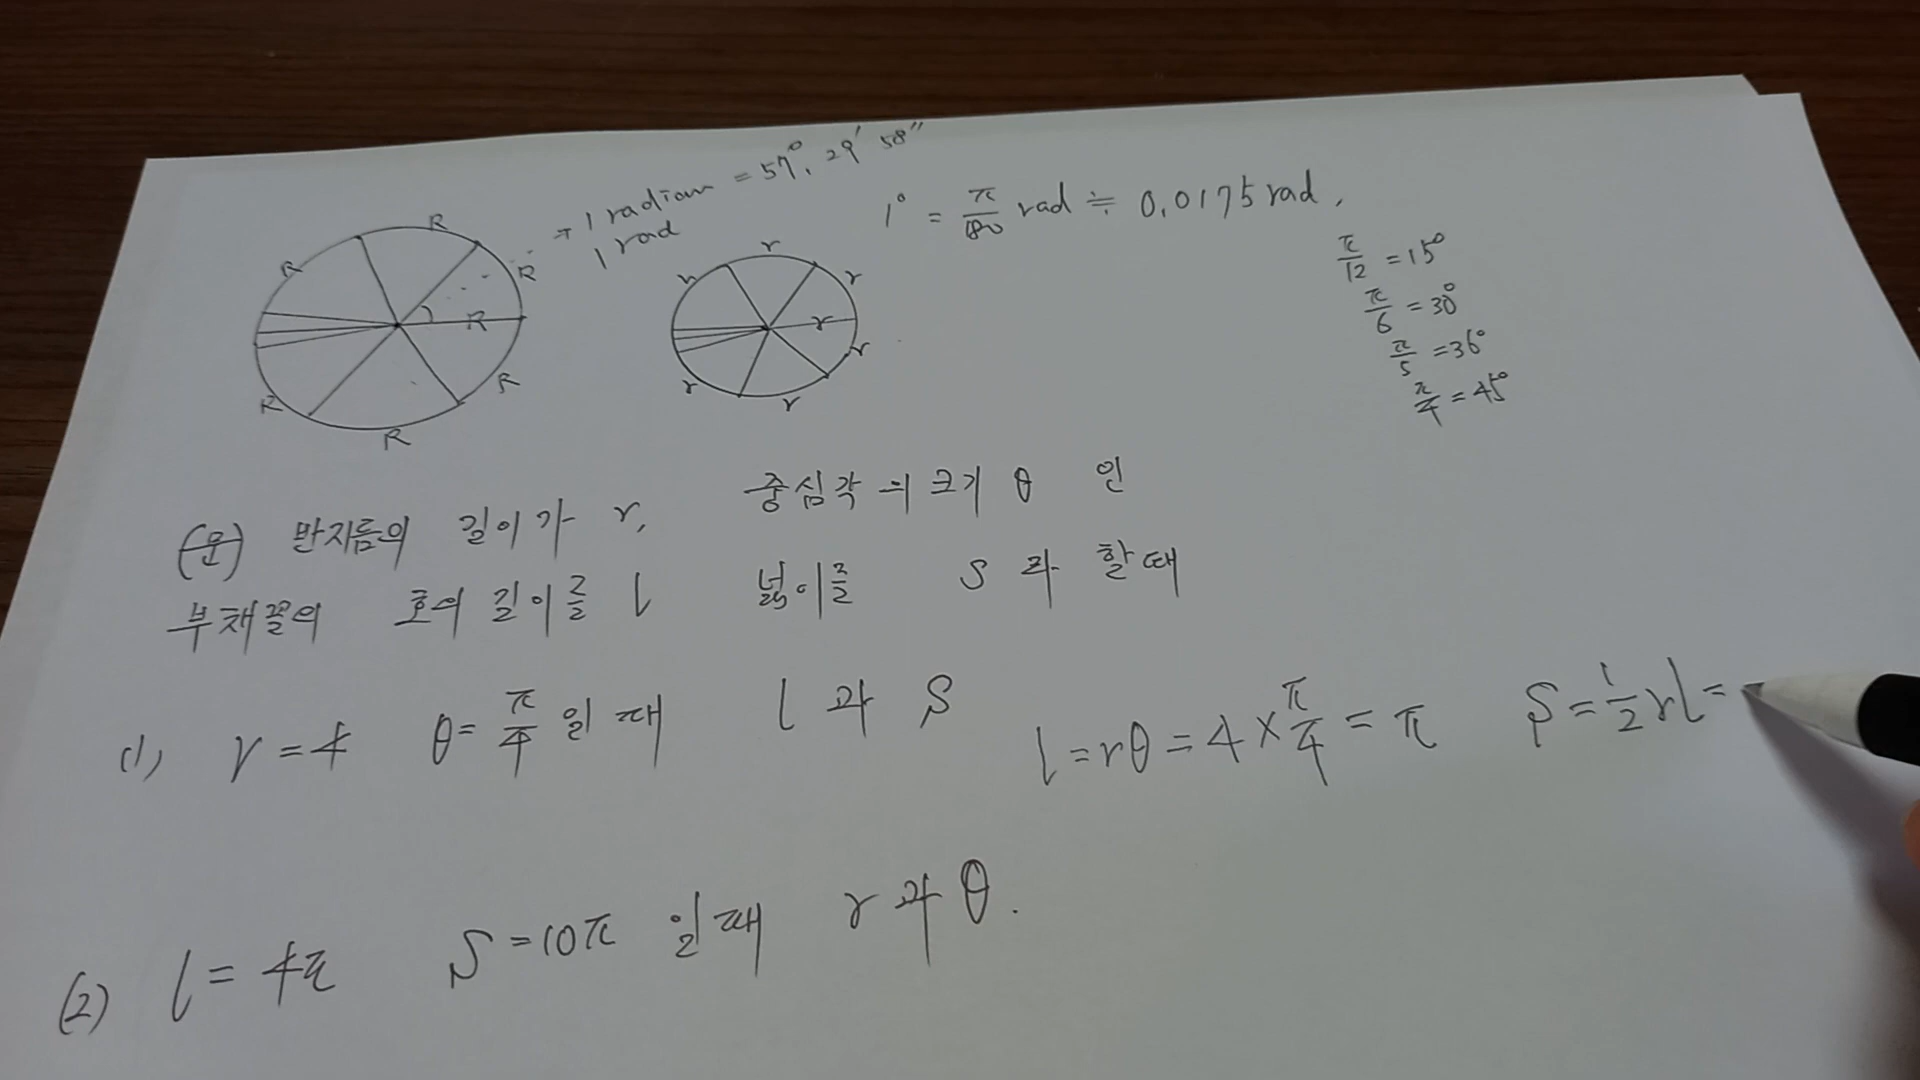 → 1 radian = 57°, 29′ 58″
1 rad
1° = π/180 rad ≒ 0.0175 rad,
R
R
R
R
R
R
R
r
r
r
r
r
r
r
π/12 = 15°
π/6 = 30°
π/5 = 36°
π/4 = 45°
(문) 반지름의 길이가 r, 중심각의 크기 θ 인
부채꼴의 호의 길이를 l 넓이를 S 라 할때
(1) r = 4 θ = π/4 일 때 l 과 S l = rθ = 4 × π/4 = π S = 1/2 rl =
(2) l = 4π S = 10π 일때 r 과 θ.